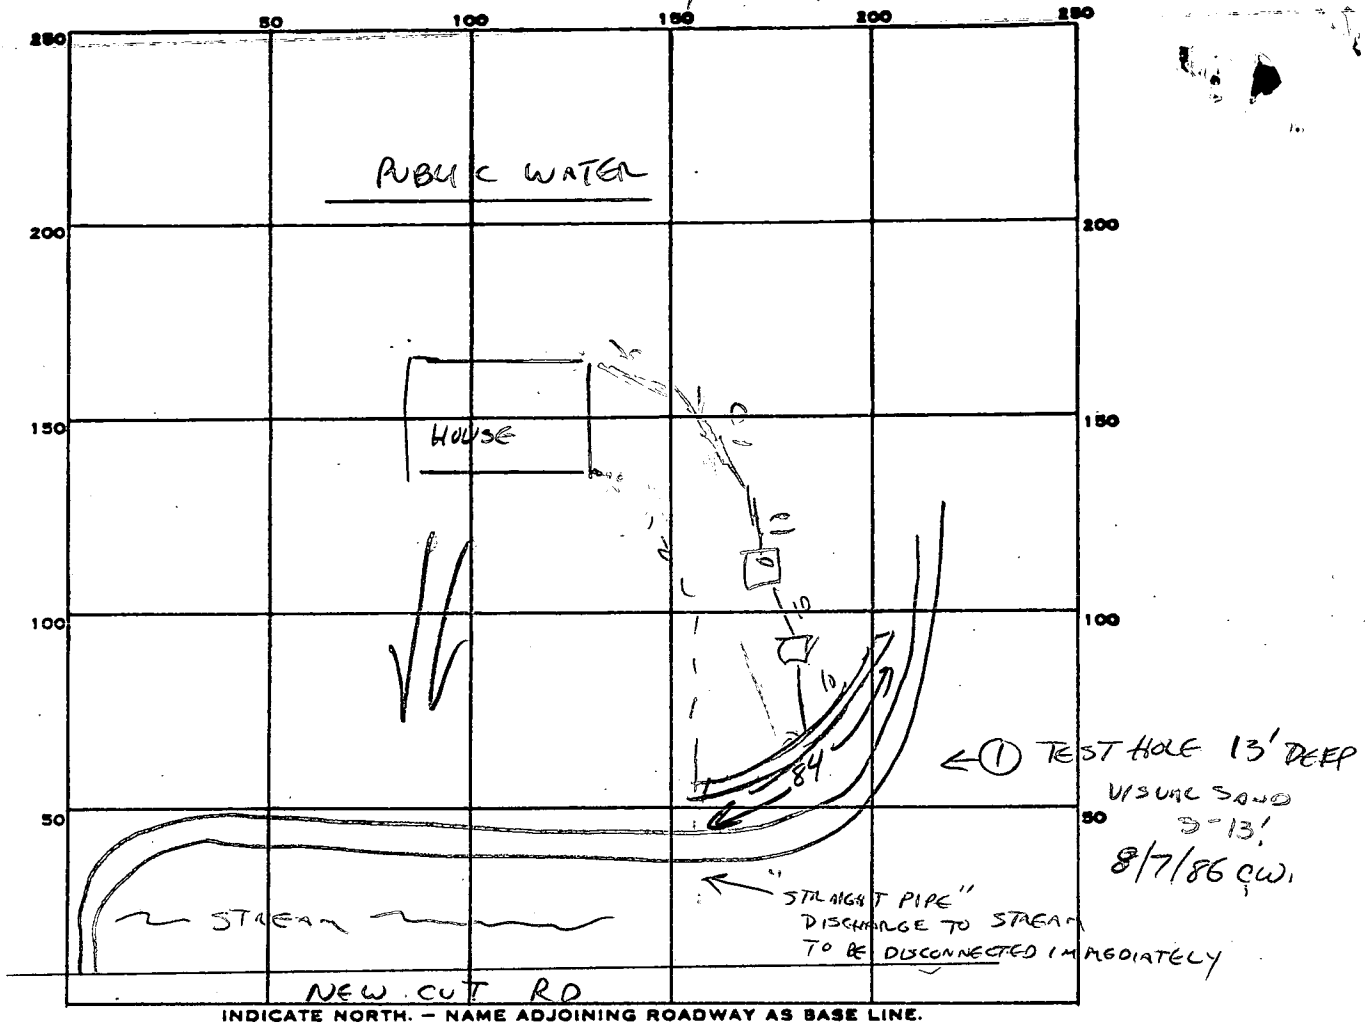 50 100 150 200 250
250
PUBLIC WATER
200 200
150 150
HOUSE
10
100 100
10
10
84
① TEST HOLE 13' DEEP
VISUAL SAND
3-13'
50 50
8/7/86 C.W.
"STRAIGHT PIPE"
DISCHARGE TO STREAM
TO BE DISCONNECTED IMMEDIATELY
STREAM
NEW CUT RD
INDICATE NORTH. — NAME ADJOINING ROADWAY AS BASE LINE.